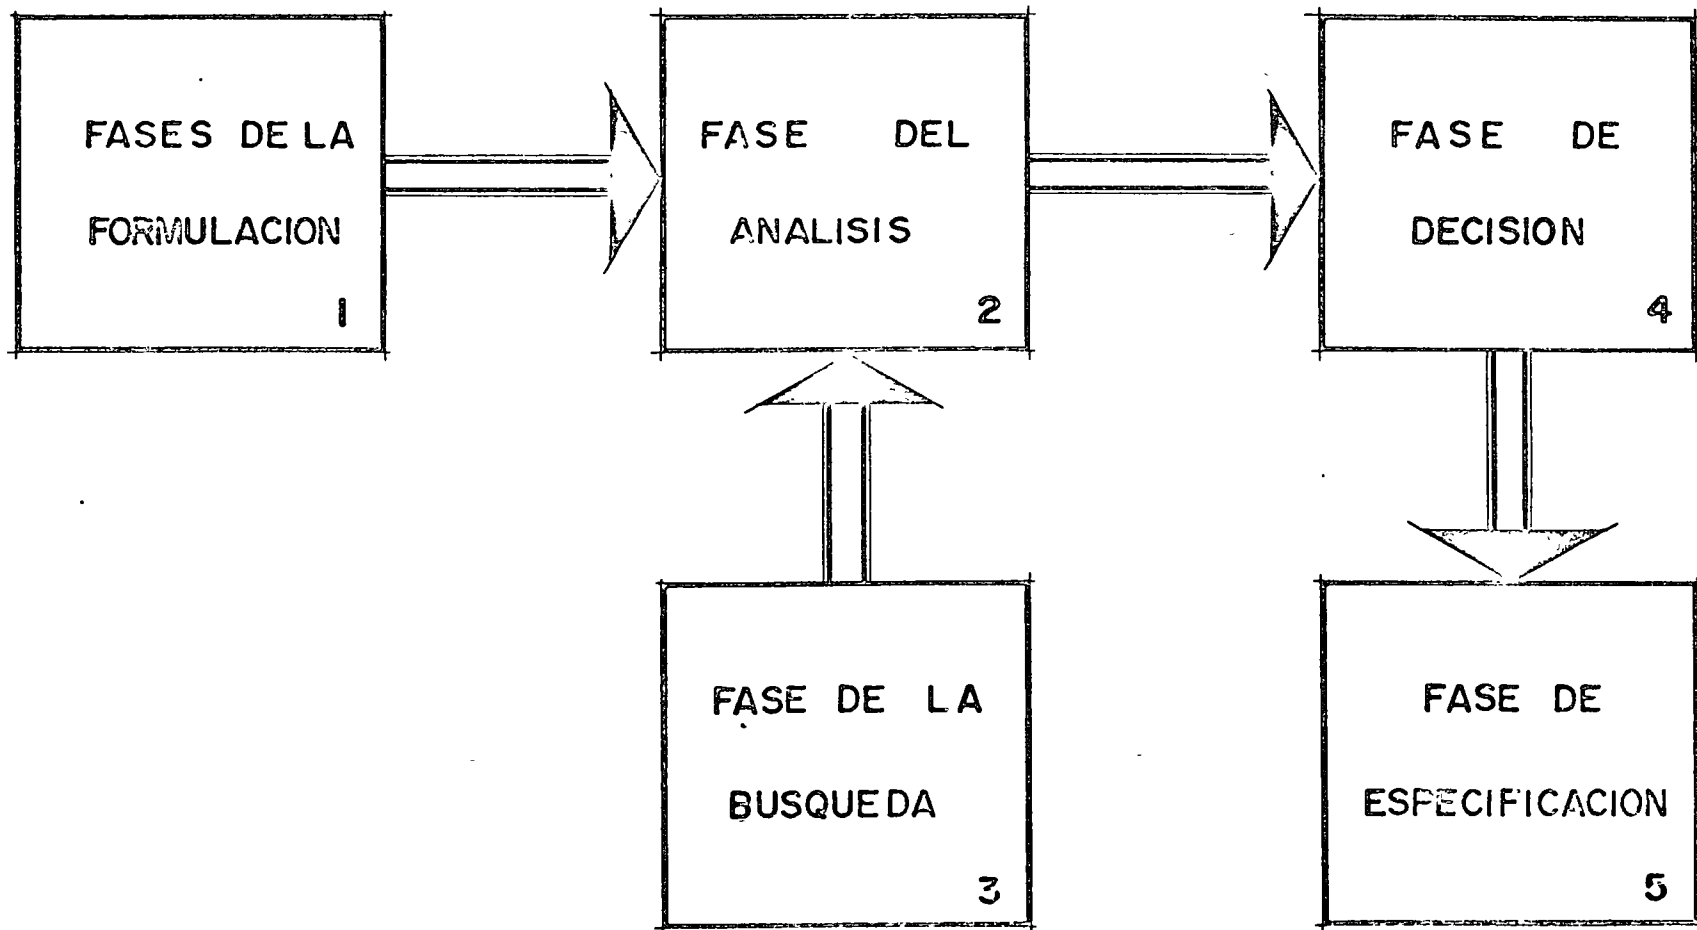 FASES DE LA
FORMULACION
1
FASE DEL
ANALISIS
2
FASE DE
DECISION
4
FASE DE LA
BUSQUEDA
3
FASE DE
ESPECIFICACION
5